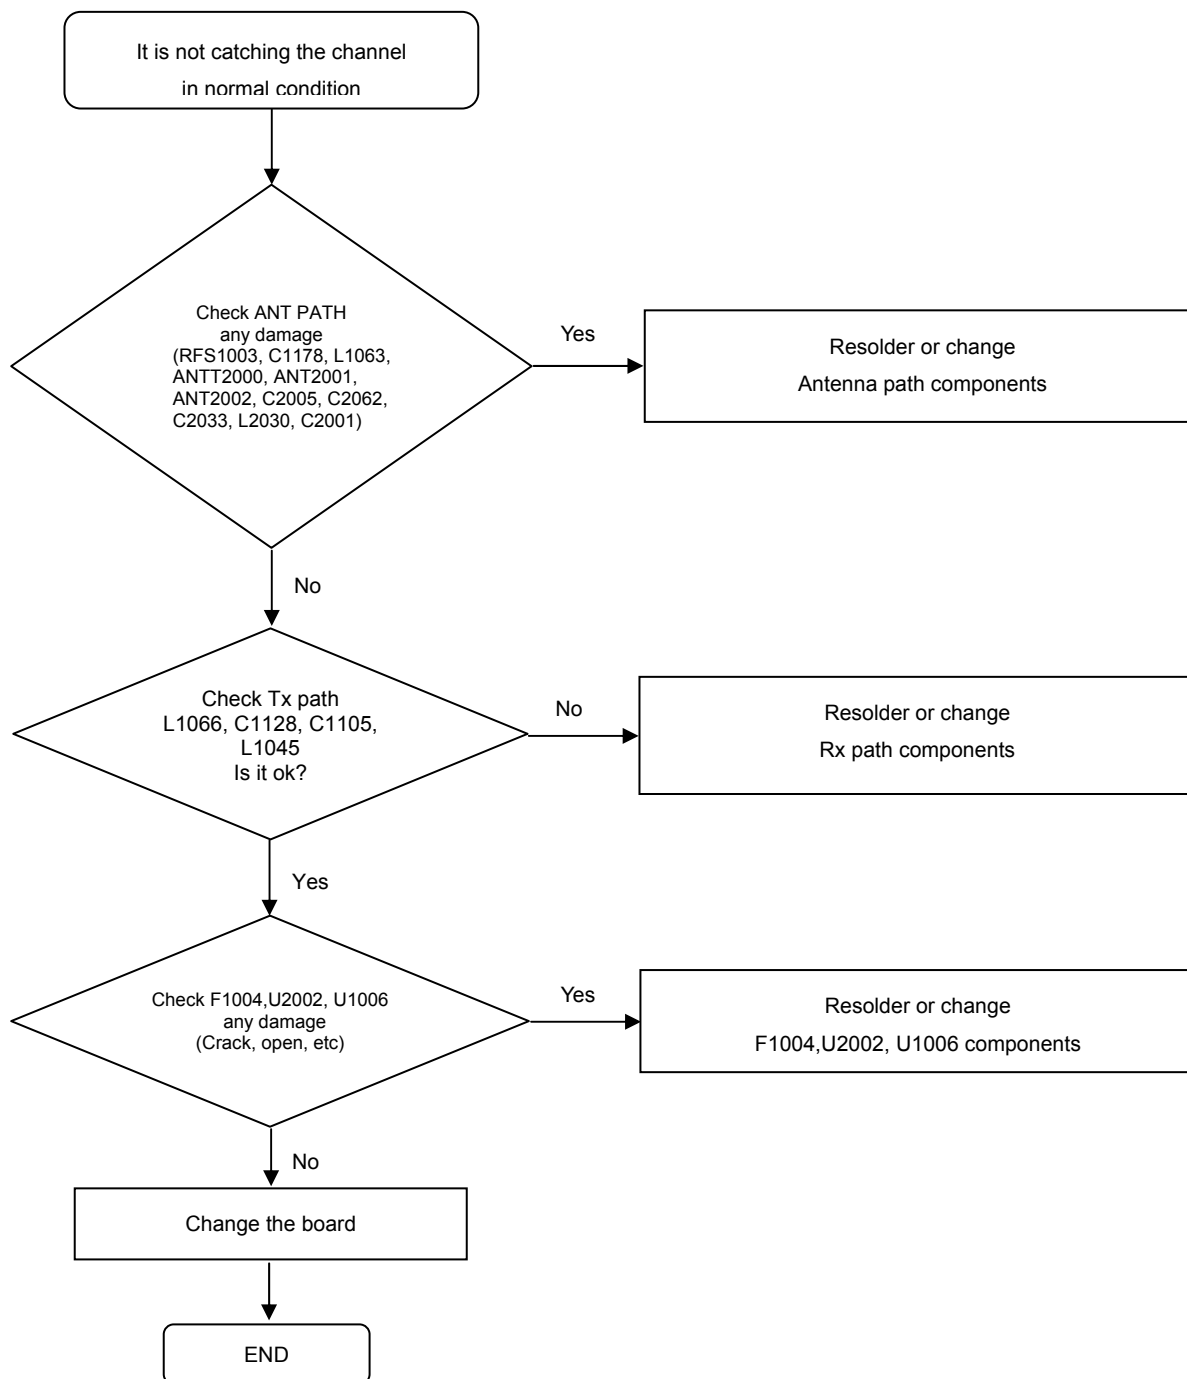 It is not catching the channel
in normal condition
Check ANT PATH
any damage
(RFS1003, C1178, L1063,
ANTT2000, ANT2001,
ANT2002, C2005, C2062,
C2033, L2030, C2001)
Yes
Resolder or change
Antenna path components
No
Check Tx path
L1066, C1128, C1105,
L1045
Is it ok?
No
Resolder or change
Rx path components
Yes
Check F1004,U2002, U1006
any damage
(Crack, open, etc)
Yes
Resolder or change
F1004,U2002, U1006 components
No
Change the board
END